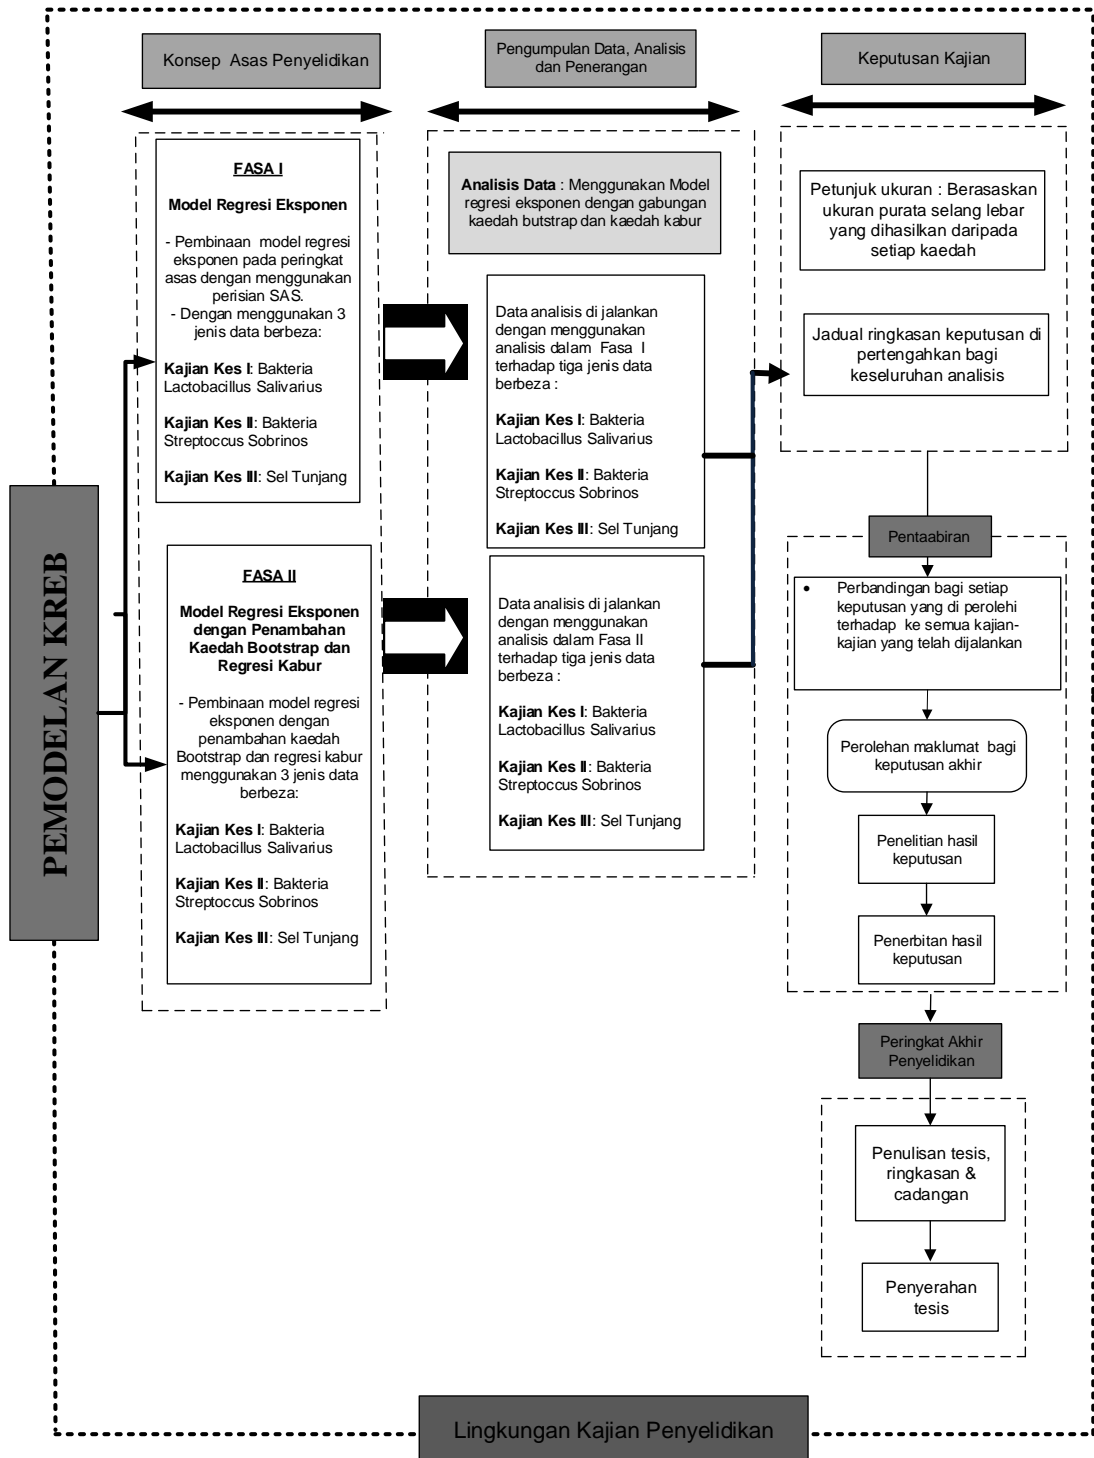 Konsep Asas Penyelidikan
Pengumpulan Data, Analisis
dan Penerangan
Keputusan Kajian
PEMODELAN KREB
FASA I
Model Regresi Eksponen
- Pembinaan model regresi
eksponen pada peringkat
asas dengan menggunakan
perisian SAS.
- Dengan menggunakan 3
jenis data berbeza:
Kajian Kes I: Bakteria
Lactobacillus Salivarius
Kajian Kes II: Bakteria
Streptoccus Sobrinos
Kajian Kes III: Sel Tunjang
FASA II
Model Regresi Eksponen
dengan Penambahan
Kaedah Bootstrap dan
Regresi Kabur
- Pembinaan model regresi
eksponen dengan
penambahan kaedah
Bootstrap dan regresi kabur
menggunakan 3 jenis data
berbeza:
Kajian Kes I: Bakteria
Lactobacillus Salivarius
Kajian Kes II: Bakteria
Streptoccus Sobrinos
Kajian Kes III: Sel Tunjang
Analisis Data : Menggunakan Model
regresi eksponen dengan gabungan
kaedah butstrap dan kaedah kabur
Data analisis di jalankan
dengan menggunakan
analisis dalam Fasa I
terhadap tiga jenis data
berbeza :
Kajian Kes I: Bakteria
Lactobacillus Salivarius
Kajian Kes II: Bakteria
Streptoccus Sobrinos
Kajian Kes III: Sel Tunjang
Data analisis di jalankan
dengan menggunakan
analisis dalam Fasa II
terhadap tiga jenis data
berbeza :
Kajian Kes I: Bakteria
Lactobacillus Salivarius
Kajian Kes II: Bakteria
Streptoccus Sobrinos
Kajian Kes III: Sel Tunjang
Petunjuk ukuran : Berasaskan
ukuran purata selang lebar
yang dihasilkan daripada
setiap kaedah
Jadual ringkasan keputusan di
pertengahkan bagi
keseluruhan analisis
Pentaabiran
• Perbandingan bagi setiap
keputusan yang di perolehi
terhadap ke semua kajian-
kajian yang telah dijalankan
Perolehan maklumat bagi
keputusan akhir
Penelitian hasil
keputusan
Penerbitan hasil
keputusan
Peringkat Akhir
Penyelidikan
Penulisan tesis,
ringkasan &
cadangan
Penyerahan
tesis
Lingkungan Kajian Penyelidikan